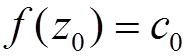 f(z₀) = c₀